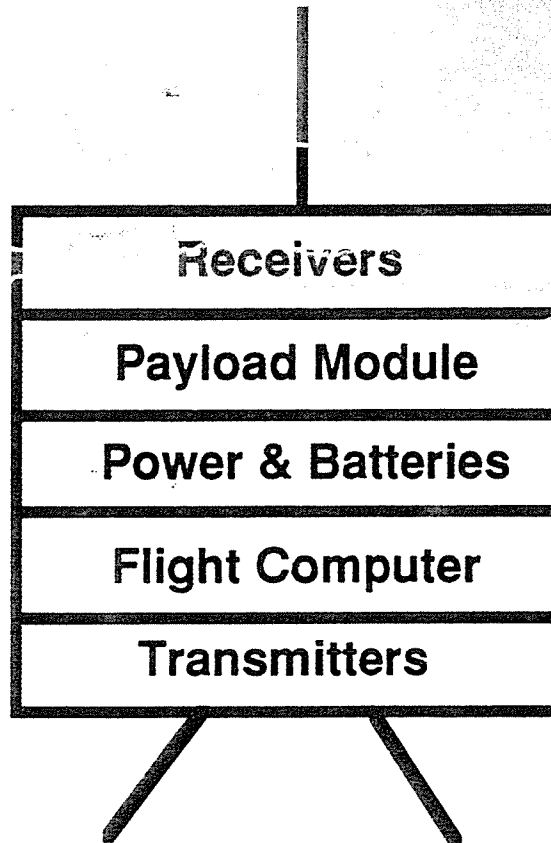 Receivers
Payload Module
Power & Batteries
Flight Computer
Transmitters